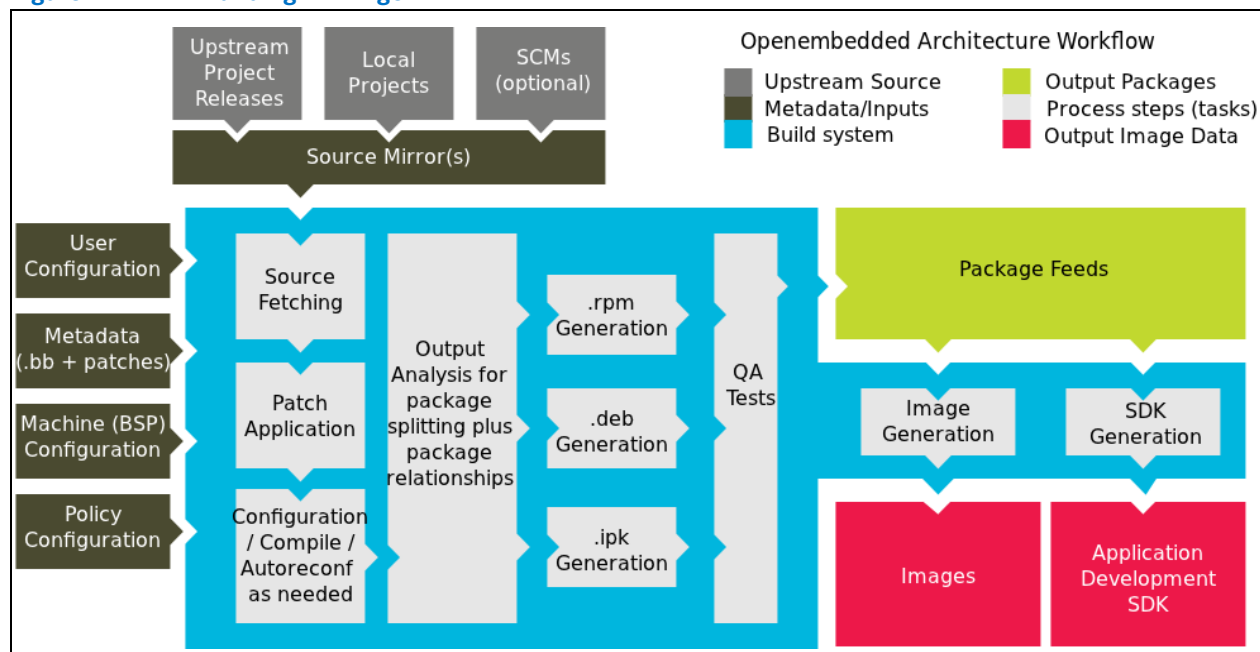 Upstream
Project
Releases
Local
Projects
SCMs
(optional)
Openembedded Architecture Workflow
Upstream Source
Metadata/Inputs
Build system
Output Packages
Process steps (tasks)
Output Image Data
Source Mirror(s)
User
Configuration
Metadata
(.bb + patches)
Machine (BSP)
Configuration
Policy
Configuration
Source
Fetching
Patch
Application
Configuration
/ Compile /
Autoreconf
as needed
Output
Analysis for
package
splitting plus
package
relationships
.rpm
Generation
.deb
Generation
.ipk
Generation
QA
Tests
Package Feeds
Image
Generation
SDK
Generation
Images
Application
Development
SDK